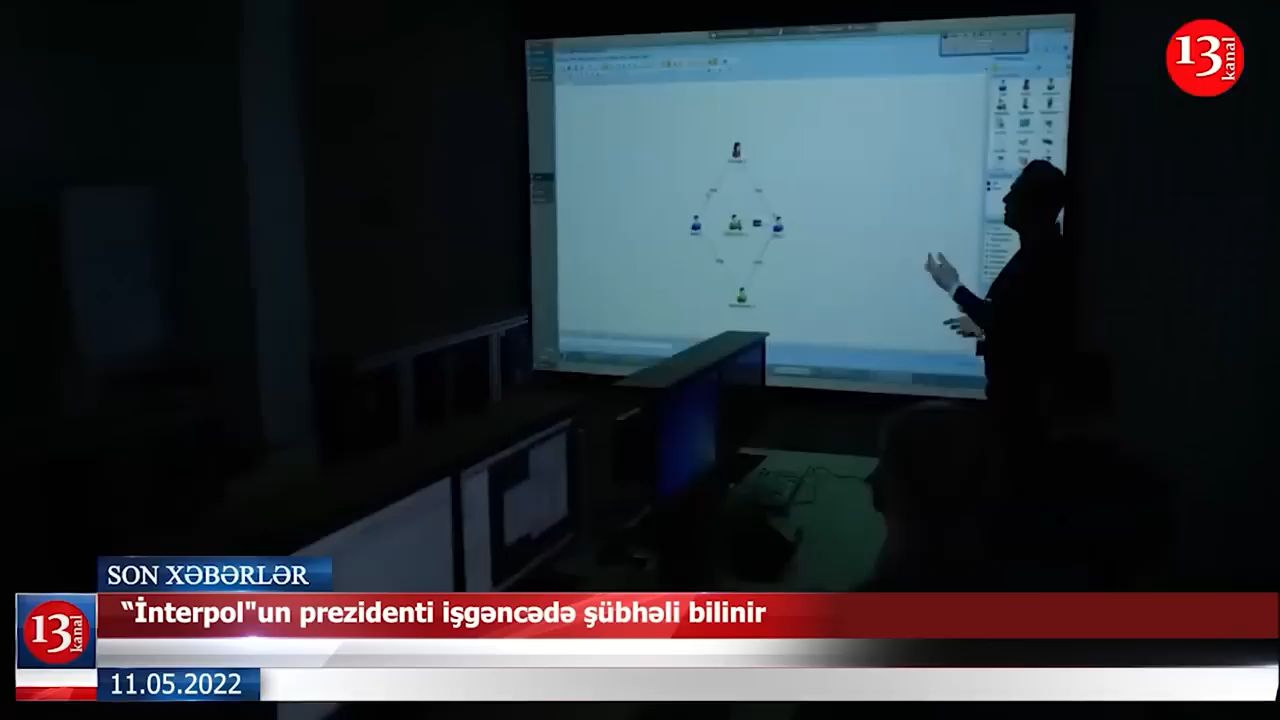 13
kanal
SON XƏBƏRLƏR
“İnterpol"un prezidenti işgəncədə şübhəli bilinir
13
kanal
11.05.2022